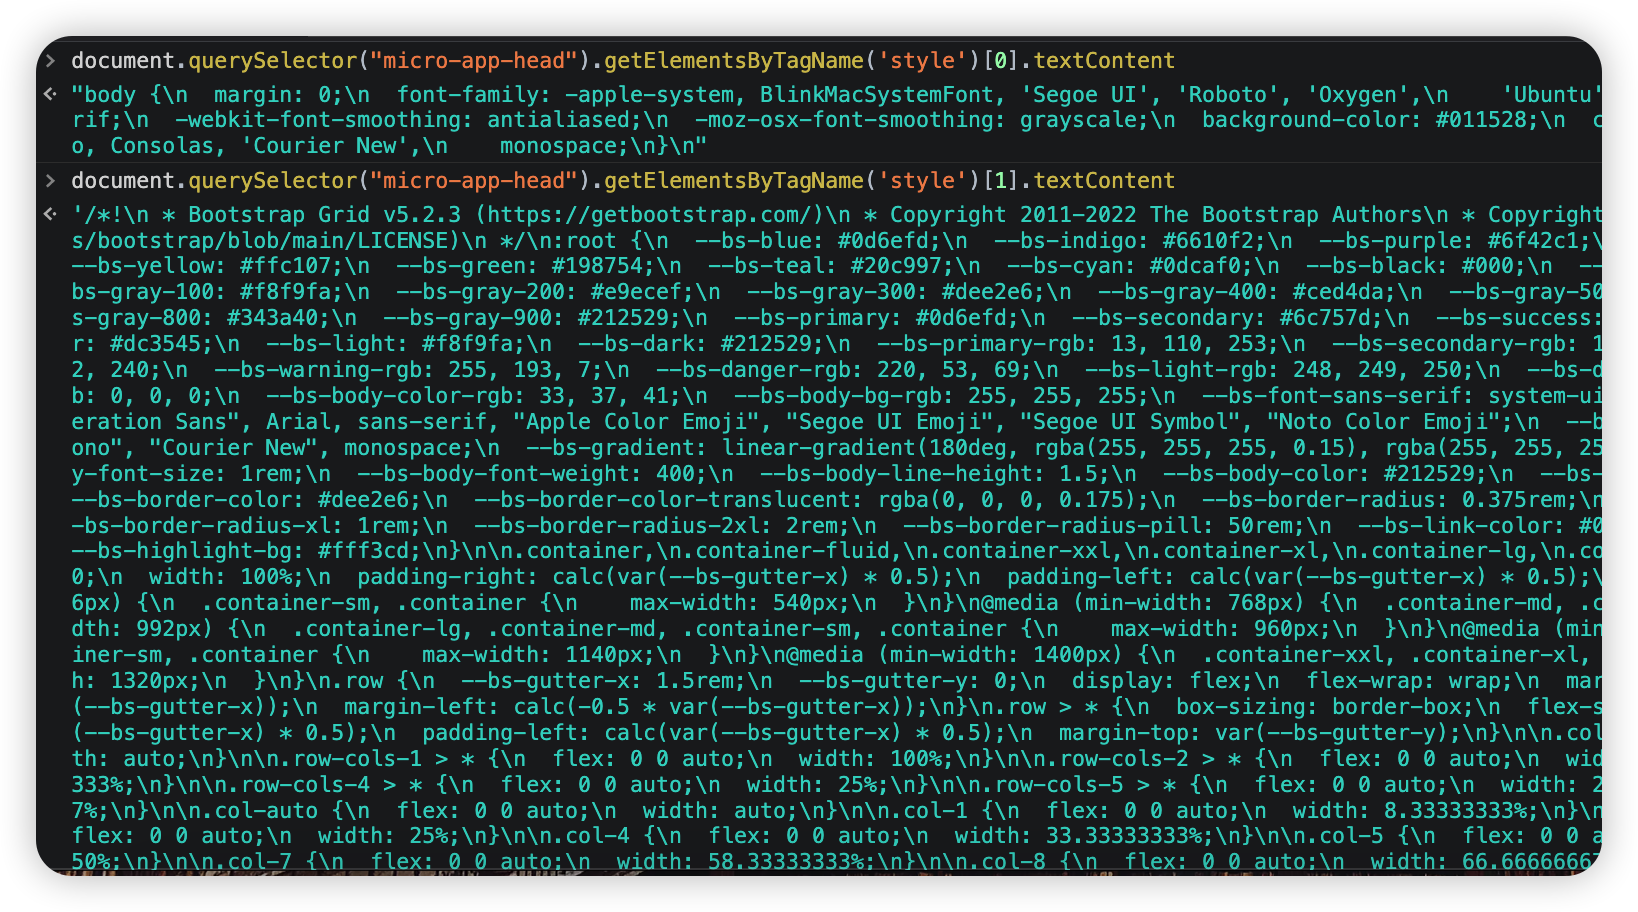 document.querySelector("micro-app-head").getElementsByTagName('style')[0].textContent
"body {\n  margin: 0;\n  font-family: -apple-system, BlinkMacSystemFont, 'Segoe UI', 'Roboto', 'Oxygen',\n    'Ubuntu'
rif;\n  -webkit-font-smoothing: antialiased;\n  -moz-osx-font-smoothing: grayscale;\n  background-color: #011528;\n  c
o, Consolas, 'Courier New',\n    monospace;\n}\n"
document.querySelector("micro-app-head").getElementsByTagName('style')[1].textContent
'/*!\n * Bootstrap Grid v5.2.3 (https://getbootstrap.com/)\n * Copyright 2011-2022 The Bootstrap Authors\n * Copyright
s/bootstrap/blob/main/LICENSE)\n */\n:root {\n  --bs-blue: #0d6efd;\n  --bs-indigo: #6610f2;\n  --bs-purple: #6f42c1;\
--bs-yellow: #ffc107;\n  --bs-green: #198754;\n  --bs-teal: #20c997;\n  --bs-cyan: #0dcaf0;\n  --bs-black: #000;\n  --
bs-gray-100: #f8f9fa;\n  --bs-gray-200: #e9ecef;\n  --bs-gray-300: #dee2e6;\n  --bs-gray-400: #ced4da;\n  --bs-gray-50
s-gray-800: #343a40;\n  --bs-gray-900: #212529;\n  --bs-primary: #0d6efd;\n  --bs-secondary: #6c757d;\n  --bs-success:
r: #dc3545;\n  --bs-light: #f8f9fa;\n  --bs-dark: #212529;\n  --bs-primary-rgb: 13, 110, 253;\n  --bs-secondary-rgb: 1
2, 240;\n  --bs-warning-rgb: 255, 193, 7;\n  --bs-danger-rgb: 220, 53, 69;\n  --bs-light-rgb: 248, 249, 250;\n  --bs-d
b: 0, 0, 0;\n  --bs-body-color-rgb: 33, 37, 41;\n  --bs-body-bg-rgb: 255, 255, 255;\n  --bs-font-sans-serif: system-ui
eration Sans", Arial, sans-serif, "Apple Color Emoji", "Segoe UI Emoji", "Segoe UI Symbol", "Noto Color Emoji";\n  --b
ono", "Courier New", monospace;\n  --bs-gradient: linear-gradient(180deg, rgba(255, 255, 255, 0.15), rgba(255, 255, 25
y-font-size: 1rem;\n  --bs-body-font-weight: 400;\n  --bs-body-line-height: 1.5;\n  --bs-body-color: #212529;\n  --bs-
--bs-border-color: #dee2e6;\n  --bs-border-color-translucent: rgba(0, 0, 0, 0.175);\n  --bs-border-radius: 0.375rem;\n
-bs-border-radius-xl: 1rem;\n  --bs-border-radius-2xl: 2rem;\n  --bs-border-radius-pill: 50rem;\n  --bs-link-color: #0
--bs-highlight-bg: #fff3cd;\n}\n\n.container,\n.container-fluid,\n.container-xxl,\n.container-xl,\n.container-lg,\n.co
0;\n  width: 100%;\n  padding-right: calc(var(--bs-gutter-x) * 0.5);\n  padding-left: calc(var(--bs-gutter-x) * 0.5);\
6px) {\n  .container-sm, .container {\n    max-width: 540px;\n  }\n}\n@media (min-width: 768px) {\n  .container-md, .c
dth: 992px) {\n  .container-lg, .container-md, .container-sm, .container {\n    max-width: 960px;\n  }\n}\n@media (min
iner-sm, .container {\n    max-width: 1140px;\n  }\n}\n@media (min-width: 1400px) {\n  .container-xxl, .container-xl,
h: 1320px;\n  }\n}\n.row {\n  --bs-gutter-x: 1.5rem;\n  --bs-gutter-y: 0;\n  display: flex;\n  flex-wrap: wrap;\n  mar
(--bs-gutter-x));\n  margin-left: calc(-0.5 * var(--bs-gutter-x));\n}\n.row > * {\n  box-sizing: border-box;\n  flex-s
(--bs-gutter-x) * 0.5);\n  padding-left: calc(var(--bs-gutter-x) * 0.5);\n  margin-top: var(--bs-gutter-y);\n}\n\n.col
th: auto;\n}\n\n.row-cols-1 > * {\n  flex: 0 0 auto;\n  width: 100%;\n}\n\n.row-cols-2 > * {\n  flex: 0 0 auto;\n  wid
333%;\n}\n\n.row-cols-4 > * {\n  flex: 0 0 auto;\n  width: 25%;\n}\n\n.row-cols-5 > * {\n  flex: 0 0 auto;\n  width: 2
7%;\n}\n\n.col-auto {\n  flex: 0 0 auto;\n  width: auto;\n}\n\n.col-1 {\n  flex: 0 0 auto;\n  width: 8.33333333%;\n}\n
flex: 0 0 auto;\n  width: 25%;\n}\n\n.col-4 {\n  flex: 0 0 auto;\n  width: 33.33333333%;\n}\n\n.col-5 {\n  flex: 0 0 a
50%;\n}\n\n.col-7 {\n  flex: 0 0 auto;\n  width: 58.33333333%;\n}\n\n.col-8 {\n  flex: 0 0 auto;\n  width: 66.66666667